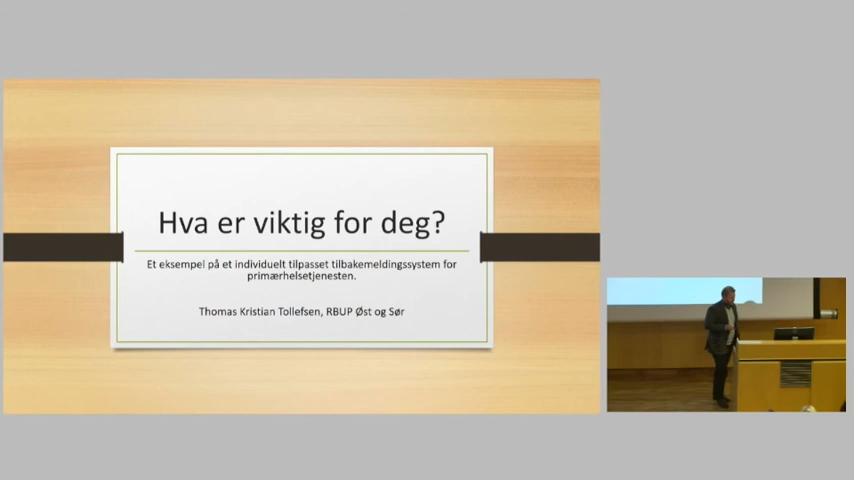 Hva er viktig for deg?
Et eksempel på et individuelt tilpasset tilbakemeldingssystem for
primærhelsetjenesten.
Thomas Kristian Tollefsen, RBUP Øst og Sør